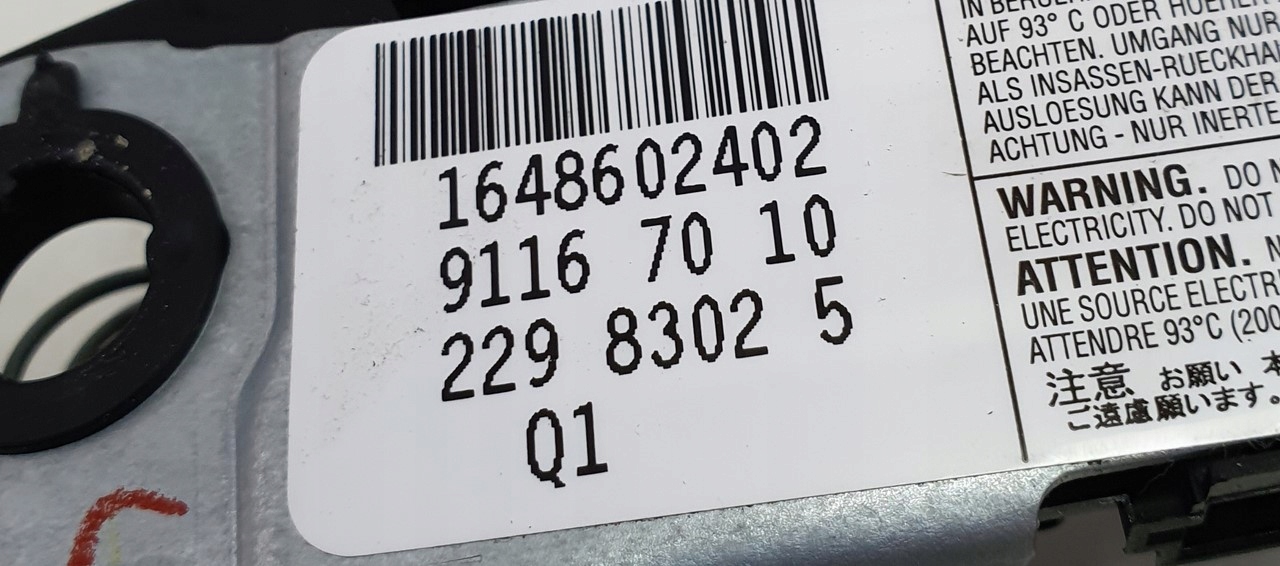 1648602402
9116 70 10
229 8302 5
Q1
AUF 93° C ODER HOEHER
BEACHTEN. UMGANG NUR
ALS INSASSEN-RUECKHA
AUSLOESUNG KANN DER
ACHTUNG - NUR INERTE
WARNING. DO N
ELECTRICITY. DO NOT
ATTENTION. N
UNE SOURCE ELECTR
ATTENDRE 93°C (200
注意 お願い 本
ご遠慮願います。